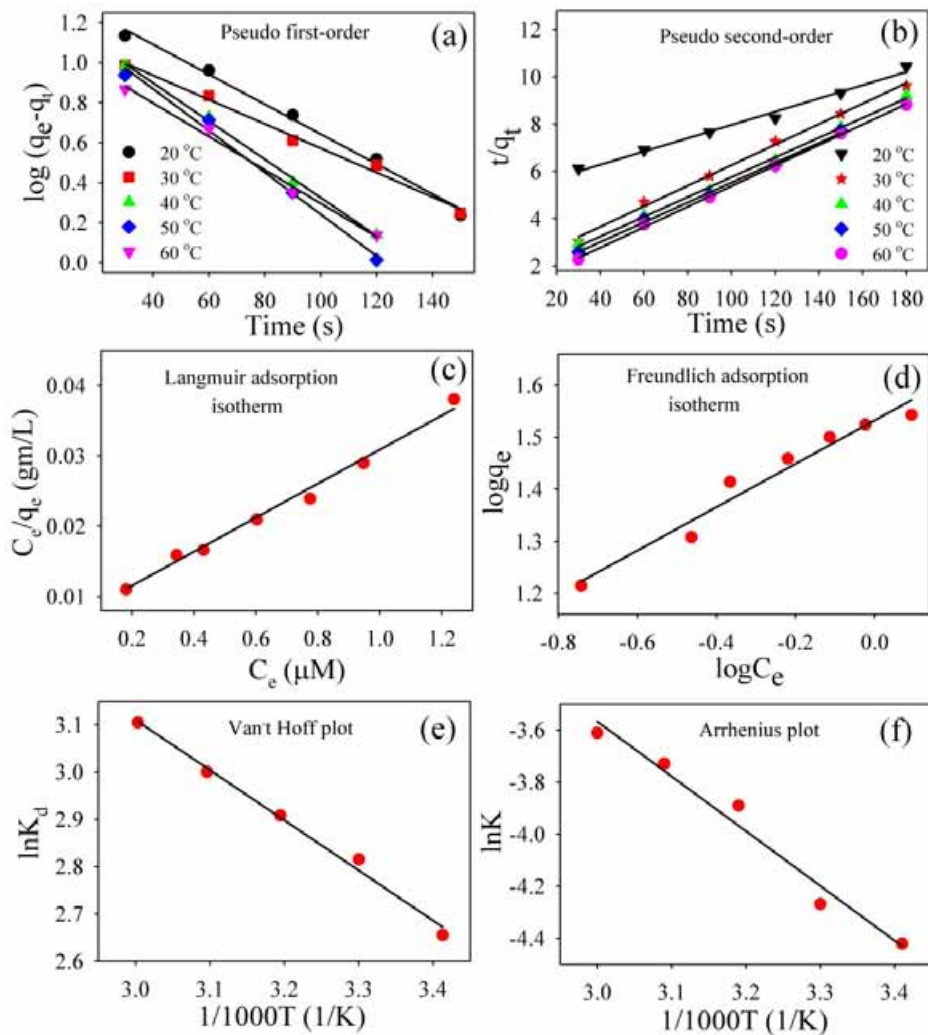 Pseudo first-order
(a)
log (qe-qt)
1.2
1.0
0.8
0.6
0.4
0.2
0.0
20 °C
30 °C
40 °C
50 °C
60 °C
40 60 80 100 120 140
Time (s)
Pseudo second-order
(b)
t/qt
12
10
8
6
4
2
20 °C
30 °C
40 °C
50 °C
60 °C
20 40 60 80 100 120 140 160 180
Time (s)
Langmuir adsorption
isotherm
(c)
Ce/qe (gm/L)
0.04
0.03
0.02
0.01
0.2 0.4 0.6 0.8 1.0 1.2
Ce (µM)
Freundlich adsorption
isotherm
(d)
logqe
1.6
1.5
1.4
1.3
1.2
-0.8 -0.6 -0.4 -0.2 0.0
logCe
Van't Hoff plot
(e)
lnKd
3.1
3.0
2.9
2.8
2.7
2.6
3.0 3.1 3.2 3.3 3.4
1/1000T (1/K)
Arrhenius plot
(f)
lnK
-3.6
-3.8
-4.0
-4.2
-4.4
3.0 3.1 3.2 3.3 3.4
1/1000T (1/K)